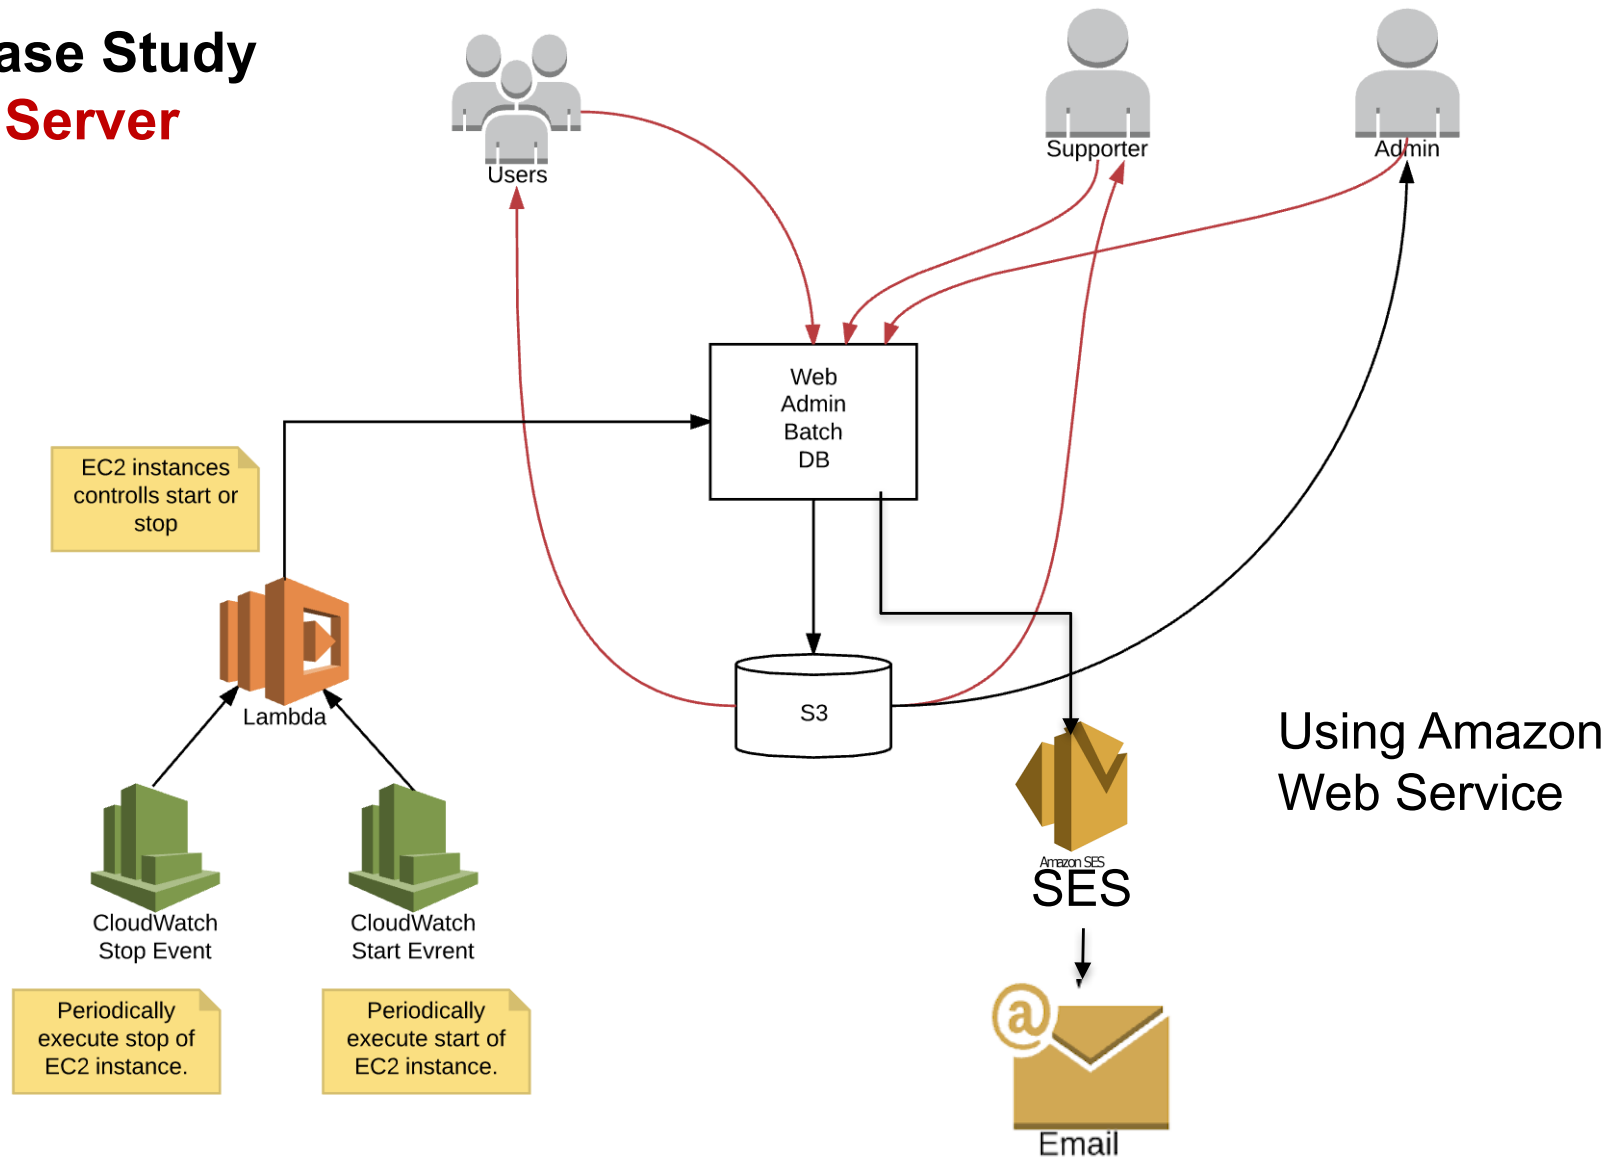 ase Study
Server
Users
Supporter
Admin
Web
Admin
Batch
DB
EC2 instances
controlls start or
stop
Lambda
S3
Using Amazon
Web Service
Amazon SES
SES
CloudWatch
Stop Event
CloudWatch
Start Evrent
Periodically
execute stop of
EC2 instance.
Periodically
execute start of
EC2 instance.
@
Email